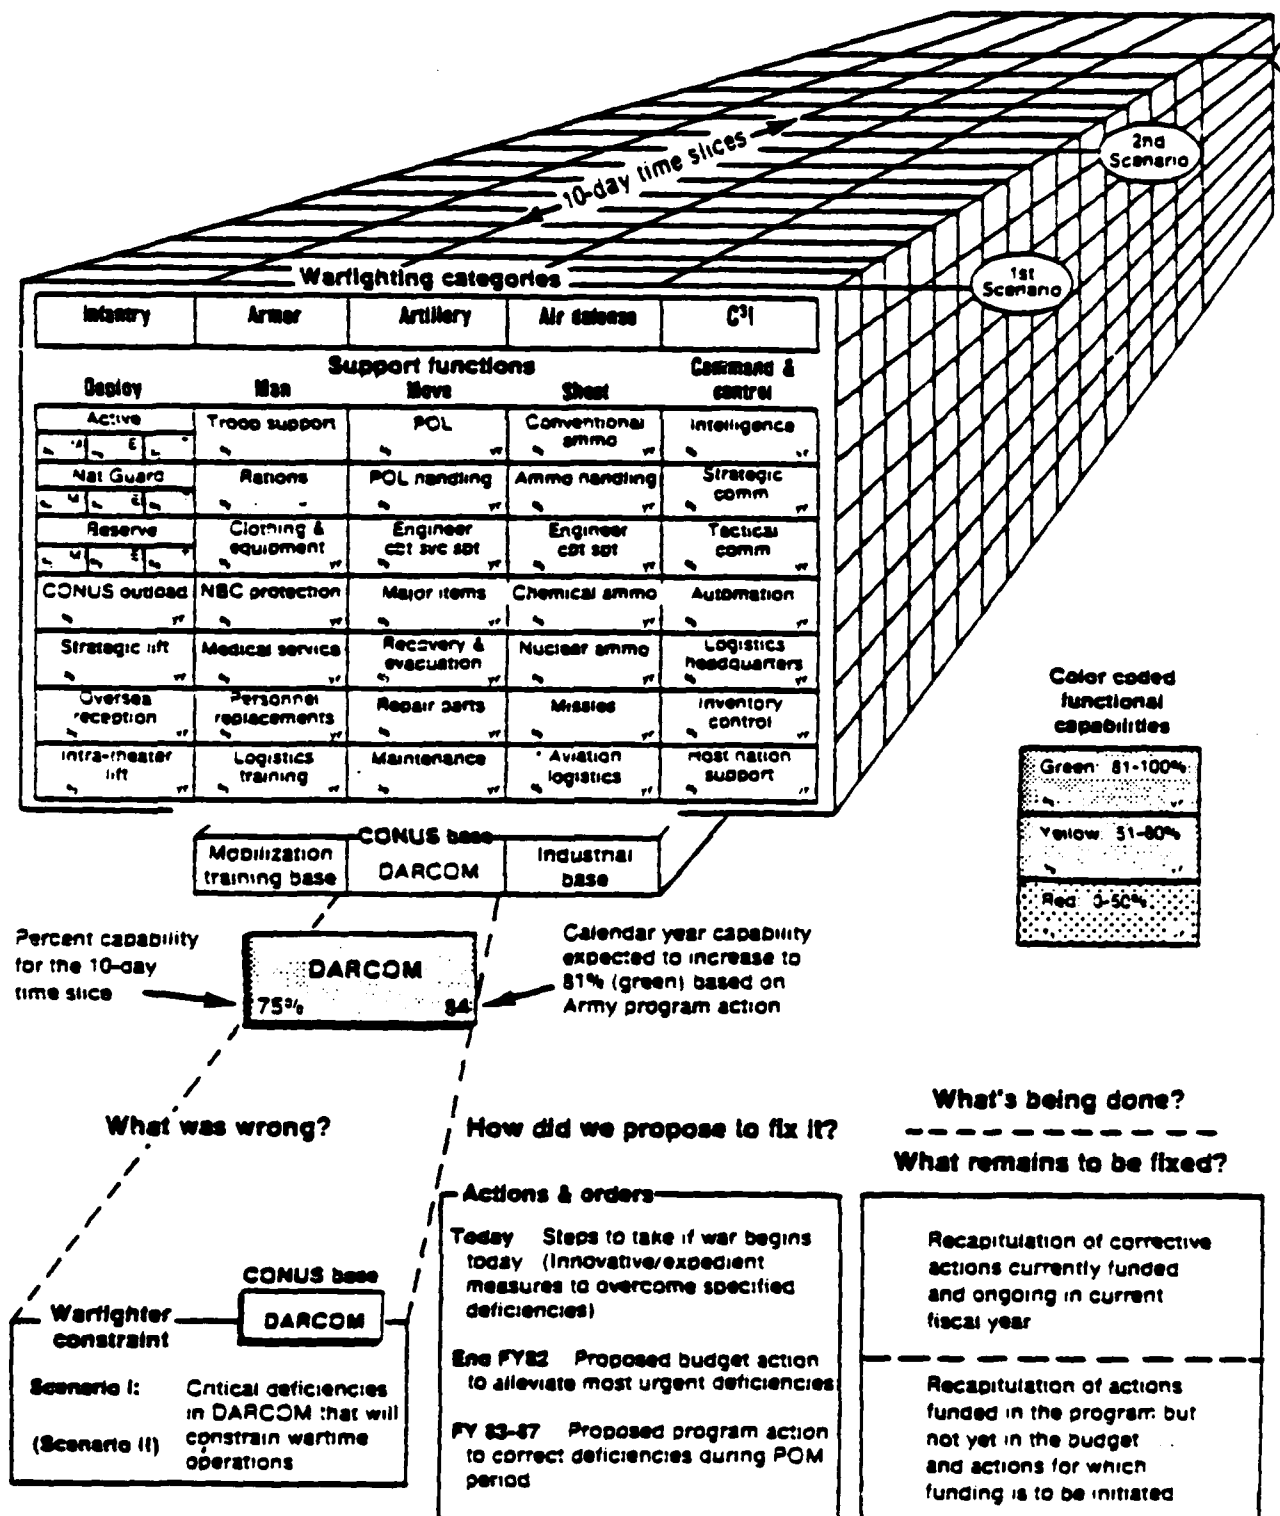 10-day time slices
2nd
Scenario
1st
Scenario
Warfighting categories
Infantry Armor Artillery Air defense C³I
Support functions
Deploy Man Move Shoot Command &
control
Active Troop support POL Conventional
ammo Intelligence
M E
Nat Guard Rations POL handling Ammo handling Strategic
comm
M E
Reserve Clothing &
equipment Engineer
cbt svc spt Engineer
cbt spt Tactical
comm
M E
CONUS outload NBC protection Major items Chemical ammo Automation
Strategic lift Medical service Recovery &
evacuation Nuclear ammo Logistics
headquarters
Oversea
reception Personnel
replacements Repair parts Missles Inventory
control
Intra-theater
lift Logistics
training Maintenance Aviation
logistics Host nation
support
Color coded
functional
capabilities
Green: 81-100%
Yellow: 51-80%
Red: 0-50%
CONUS base
Mobilization
training base
DARCOM
Industrial
base
Percent capability
for the 10-day
time slice
DARCOM
75% 84
Calendar year capability
expected to increase to
81% (green) based on
Army program action
What was wrong?
CONUS base
DARCOM
Warfighter
constraint
Scenario I:
(Scenario II)
Critical deficiencies
in DARCOM that will
constrain wartime
operations
How did we propose to fix it?
Actions & orders
Today Steps to take if war begins
today (Innovative/expedient
measures to overcome specified
deficiencies)
End FY82 Proposed budget action
to alleviate most urgent deficiencies
FY 83-87 Proposed program action
to correct deficiencies during POM
period
What's being done?
What remains to be fixed?
Recapitulation of corrective
actions currently funded
and ongoing in current
fiscal year
Recapitulation of actions
funded in the program but
not yet in the budget
and actions for which
funding is to be initiated